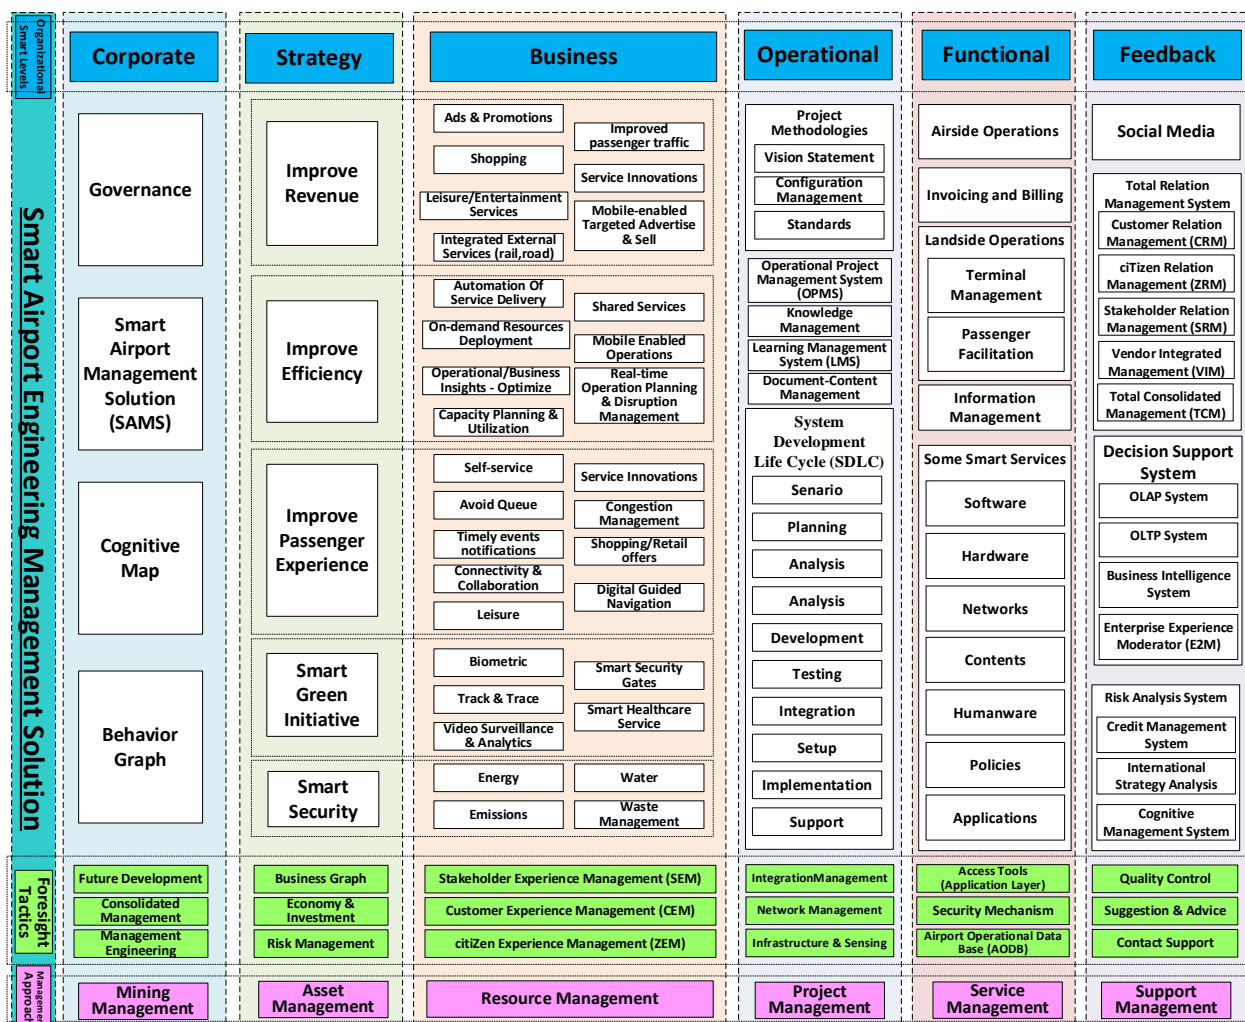 Organizational
Smart Levels
Corporate
Strategy
Business
Operational
Functional
Feedback
Smart Airport Engineering Management Solution
Governance
Smart
Airport
Management
Solution
(SAMS)
Cognitive
Map
Behavior
Graph
Improve
Revenue
Improve
Efficiency
Improve
Passenger
Experience
Smart
Green
Initiative
Smart
Security
Ads & Promotions
Improved
passenger traffic
Shopping
Service Innovations
Leisure/Entertainment
Services
Mobile-enabled
Targeted Advertise
& Sell
Integrated External
Services (rail,road)
Automation Of
Service Delivery
Shared Services
On-demand Resources
Deployment
Mobile Enabled
Operations
Operational/Business
Insights - Optimize
Real-time
Operation Planning
& Disruption
Management
Capacity Planning &
Utilization
Self-service
Service Innovations
Avoid Queue
Congestion
Management
Timely events
notifications
Shopping/Retail
offers
Connectivity &
Collaboration
Digital Guided
Navigation
Leisure
Biometric
Smart Security
Gates
Track & Trace
Smart Healthcare
Service
Video Surveillance
& Analytics
Energy
Water
Emissions
Waste
Management
Project
Methodologies
Vision Statement
Configuration
Management
Standards
Operational Project
Management System
(OPMS)
Knowledge
Management
Learning Management
System (LMS)
Document-Content
Management
System
Development
Life Cycle (SDLC)
Senario
Planning
Analysis
Analysis
Development
Testing
Integration
Setup
Implementation
Support
Airside Operations
Invoicing and Billing
Landside Operations
Terminal
Management
Passenger
Facilitation
Information
Management
Some Smart Services
Software
Hardware
Networks
Contents
Humanware
Policies
Applications
Social Media
Total Relation
Management System
Customer Relation
Management (CRM)
ciTizen Relation
Management (ZRM)
Stakeholder Relation
Management (SRM)
Vendor Integrated
Management (VIM)
Total Consolidated
Management (TCM)
Decision Support
System
OLAP System
OLTP System
Business Intelligence
System
Enterprise Experience
Moderator (E2M)
Risk Analysis System
Credit Management
System
International
Strategy Analysis
Cognitive
Management System
Foresight
Tactics
Future Development
Consolidated
Management
Management
Engineering
Business Graph
Economy &
Investment
Risk Management
Stakeholder Experience Management (SEM)
Customer Experience Management (CEM)
citiZen Experience Management (ZEM)
IntegrationManagement
Network Management
Infrastructure & Sensing
Access Tools
(Application Layer)
Security Mechanism
Airport Operational Data
Base (AODB)
Quality Control
Suggestion & Advice
Contact Support
Management
Approach
Mining
Management
Asset
Management
Resource Management
Project
Management
Service
Management
Support
Management